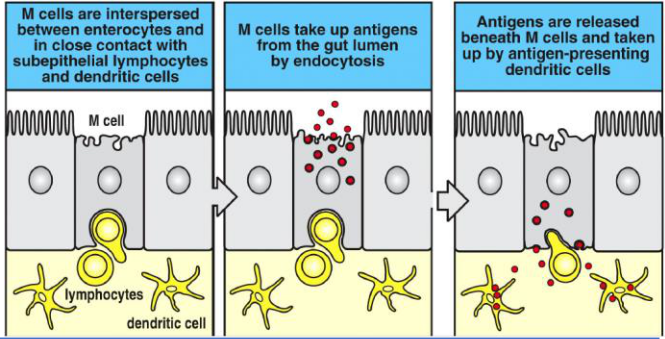 M cells are interspersed
between enterocytes and
in close contact with
subepithelial lymphocytes
and dendritic cells
M cell
lymphocytes
dendritic cell
M cells take up antigens
from the gut lumen
by endocytosis
Antigens are released
beneath M cells and taken
up by antigen-presenting
dendritic cells